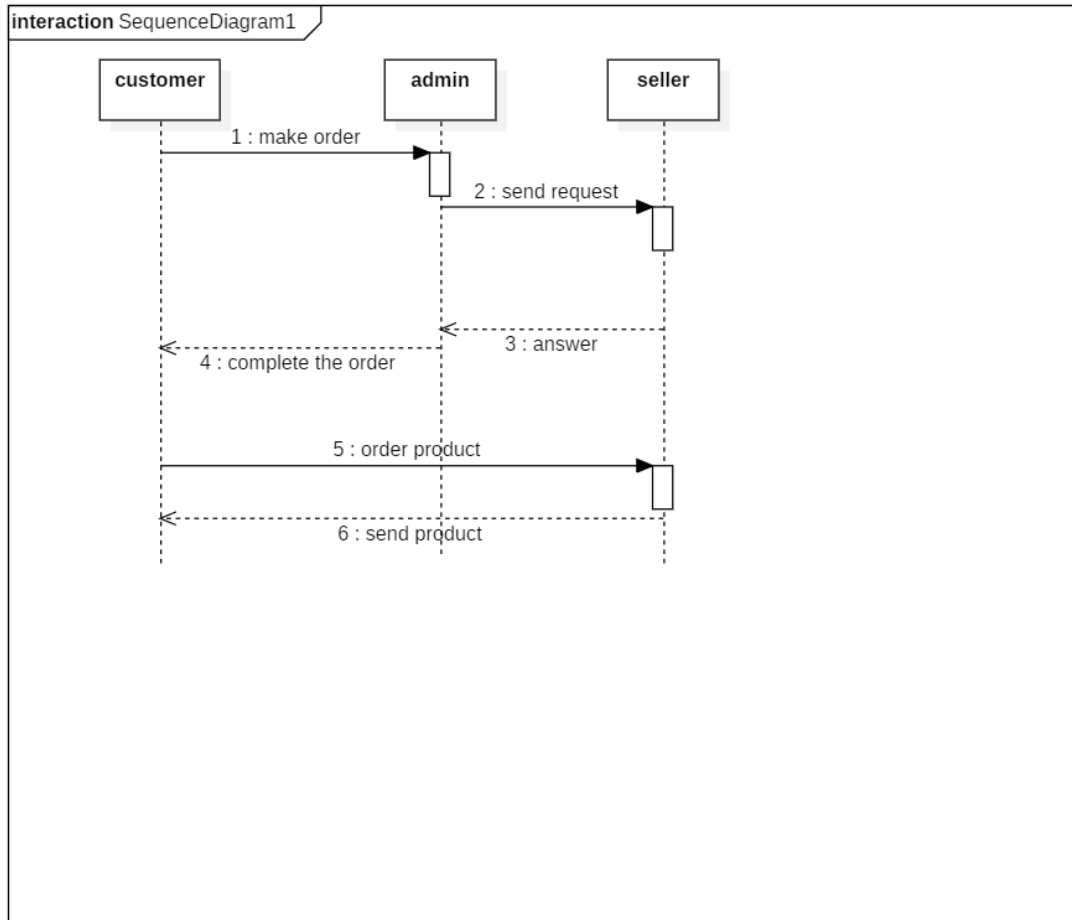 interaction SequenceDiagram1
customer
admin
seller
1 : make order
2 : send request
3 : answer
4 : complete the order
5 : order product
6 : send product